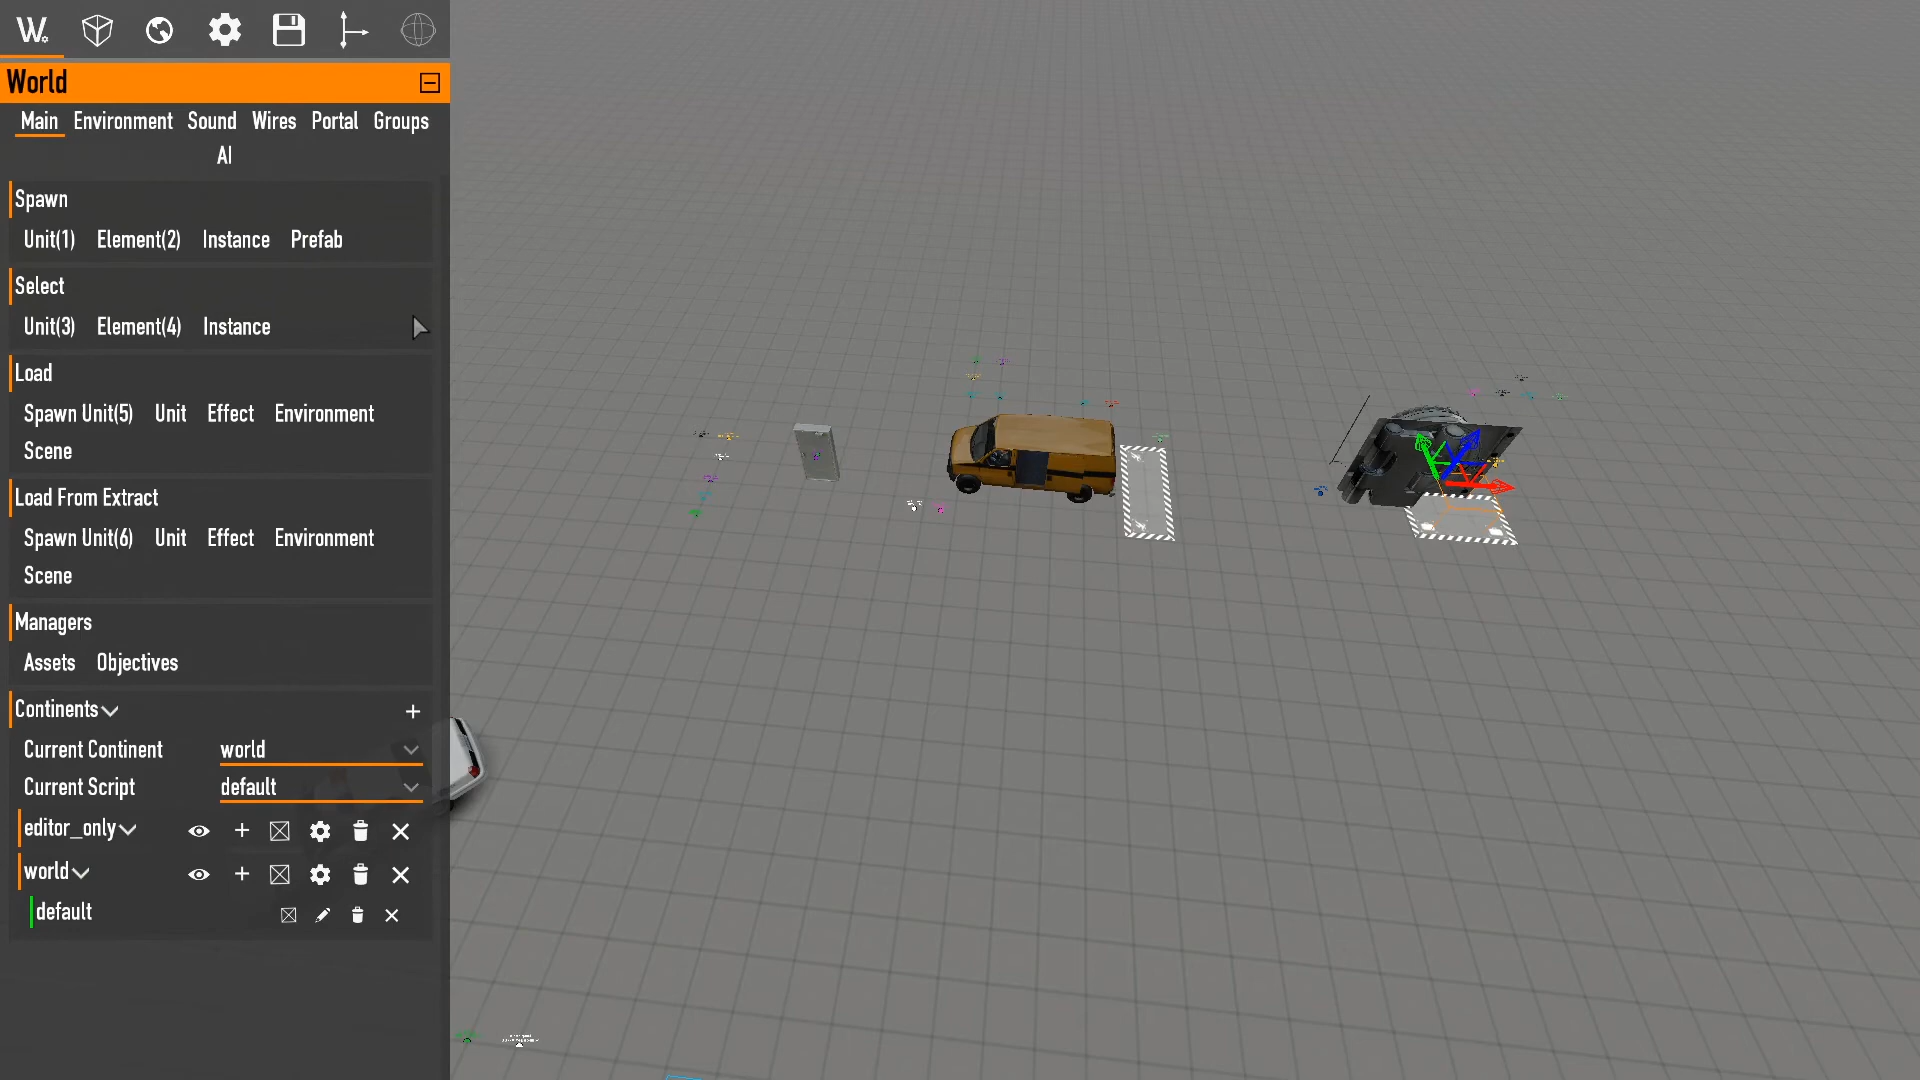 W.
World
Main Environment Sound Wires Portal Groups
AI
Spawn
Unit(1) Element(2) Instance Prefab
Select
Unit(3) Element(4) Instance
Load
Spawn Unit(5) Unit Effect Environment
Scene
Load From Extract
Spawn Unit(6) Unit Effect Environment
Scene
Managers
Assets Objectives
Continents
Current Continent world
Current Script default
editor_only
world
default